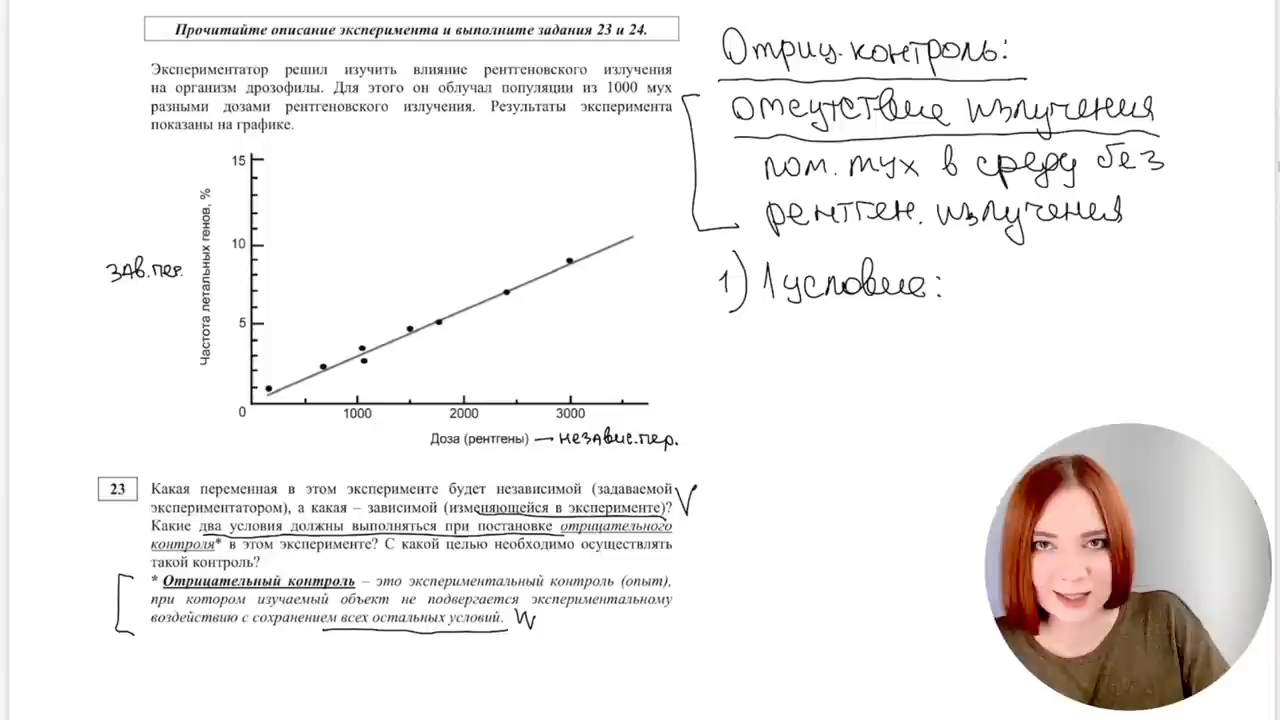 Прочитайте описание эксперимента и выполните задания 23 и 24.
Экспериментатор решил изучить влияние рентгеновского излучения
на организм дрозофилы. Для этого он облучал популяции из 1000 мух
разными дозами рентгеновского излучения. Результаты эксперимента
показаны на графике.
15
10
5
0
1000
2000
3000
Частота летальных генов, %
зав.пер.
Доза (рентгены) — независ.пер.
23
Какая переменная в этом эксперименте будет независимой (задаваемой
экспериментатором), а какая – зависимой (изменяющейся в эксперименте)?
Какие два условия должны выполняться при постановке отрицательного
контроля* в этом эксперименте? С какой целью необходимо осуществлять
такой контроль?
* Отрицательный контроль – это экспериментальный контроль (опыт),
при котором изучаемый объект не подвергается экспериментальному
воздействию с сохранением всех остальных условий.
Отриц. контроль:
отсутствие излучения
пом. мух в среду без
рентген. излучения
1) 1 условие: